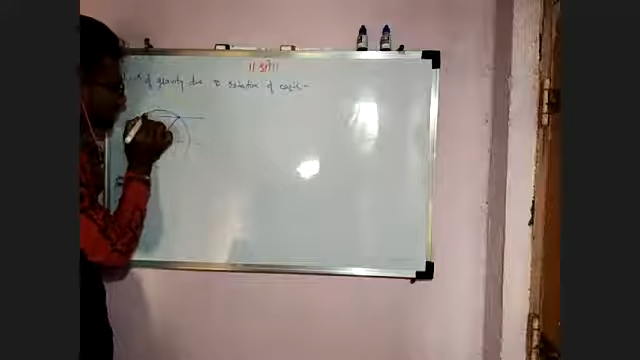 ।। श्री ।।
of gravity due to rotation of earth -